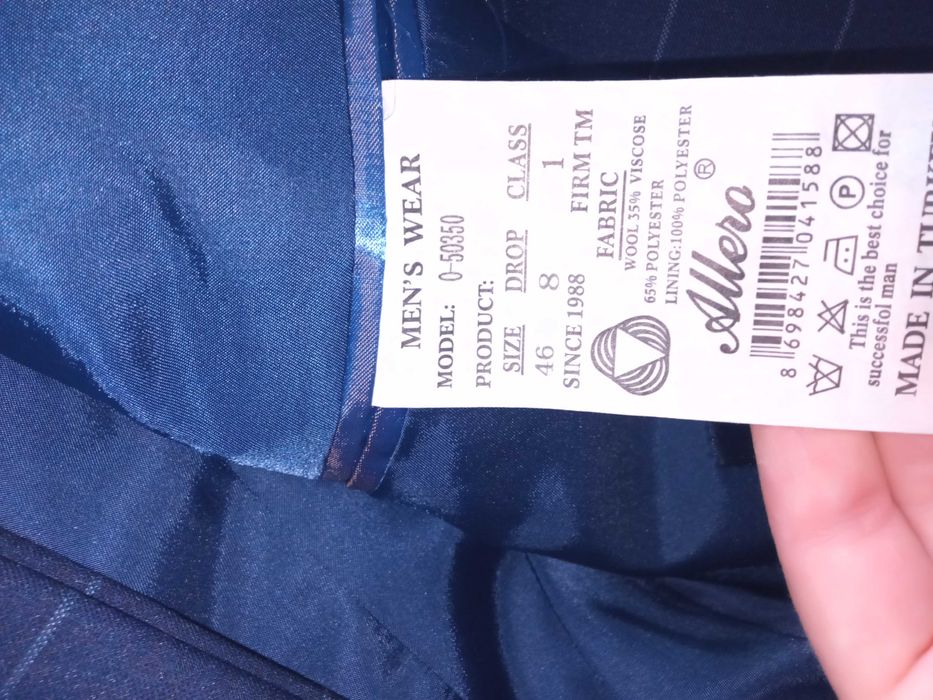 MEN'S WEAR
MODEL: O-50350
PRODUCT:
SIZE DROP CLASS
46 8 1
SINCE 1988 FIRM TM
FABRIC
WOOL 35% VISCOSE
65% POLYESTER
LINING:100% POLYESTER
Allero ®
8 698427 041588
P
This is the best choice for
successfol man
MADE IN TURKEY